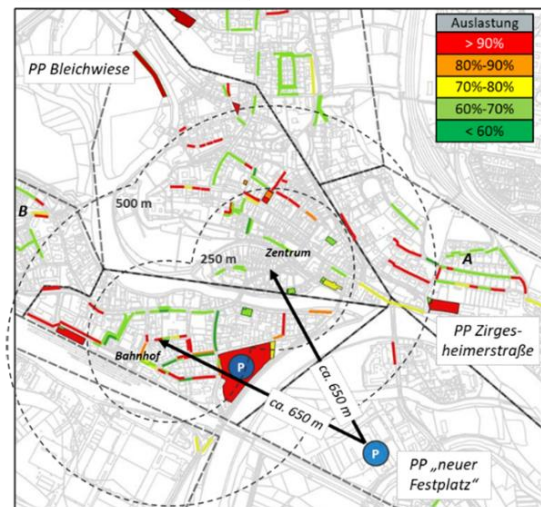 Auslastung
> 90%
80%-90%
70%-80%
60%-70%
< 60%
PP Bleichwiese
500 m
B
250 m
Zentrum
A
PP Zirges-
heimerstraße
Bahnhof
P
ca. 650 m
ca. 650 m
P
PP „neuer
Festplatz“